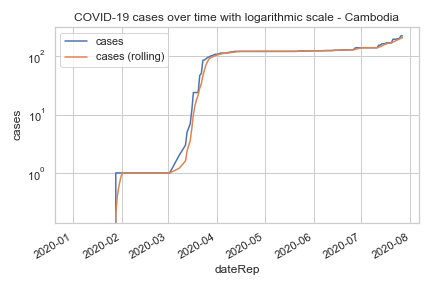 COVID-19 cases over time with logarithmic scale - Cambodia
cases
cases (rolling)
10²
10¹
10⁰
cases
2020-01
2020-02
2020-03
2020-04
2020-05
2020-06
2020-07
2020-08
dateRep